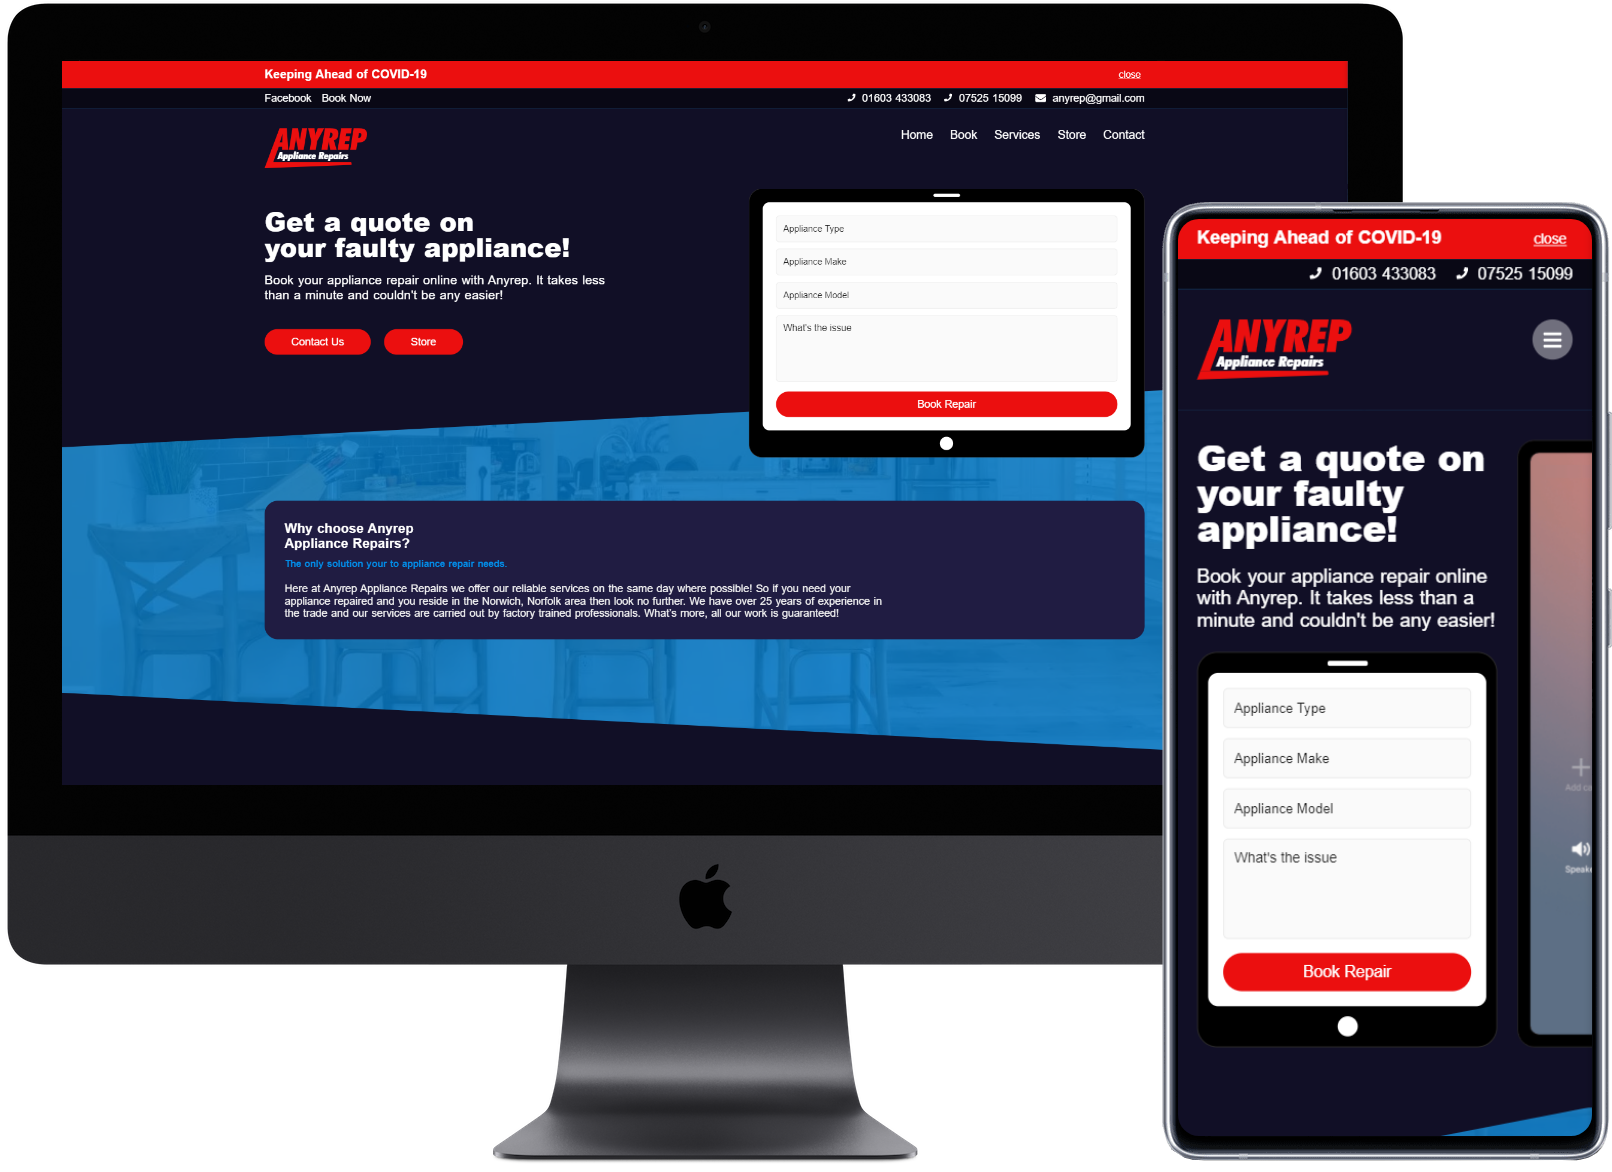 Keeping Ahead of COVID-19 close
Facebook Book Now 01603 433083 07525 15099 anyrep@gmail.com
ANYREP
Appliance Repairs
Home Book Services Store Contact
Get a quote on
your faulty appliance!
Book your appliance repair online with Anyrep. It takes less
than a minute and couldn't be any easier!
Contact Us Store
Appliance Type
Appliance Make
Appliance Model
What's the issue
Book Repair
Why choose Anyrep
Appliance Repairs?
The only solution your to appliance repair needs.
Here at Anyrep Appliance Repairs we offer our reliable services on the same day where possible! So if you need your
appliance repaired and you reside in the Norwich, Norfolk area then look no further. We have over 25 years of experience in
the trade and our services are carried out by factory trained professionals. What's more, all our work is guaranteed!
Keeping Ahead of COVID-19 close
01603 433083 07525 15099
ANYREP
Appliance Repairs
Get a quote on
your faulty
appliance!
Book your appliance repair online
with Anyrep. It takes less than a
minute and couldn't be any easier!
Appliance Type
Appliance Make
Appliance Model
What's the issue
Book Repair
Add